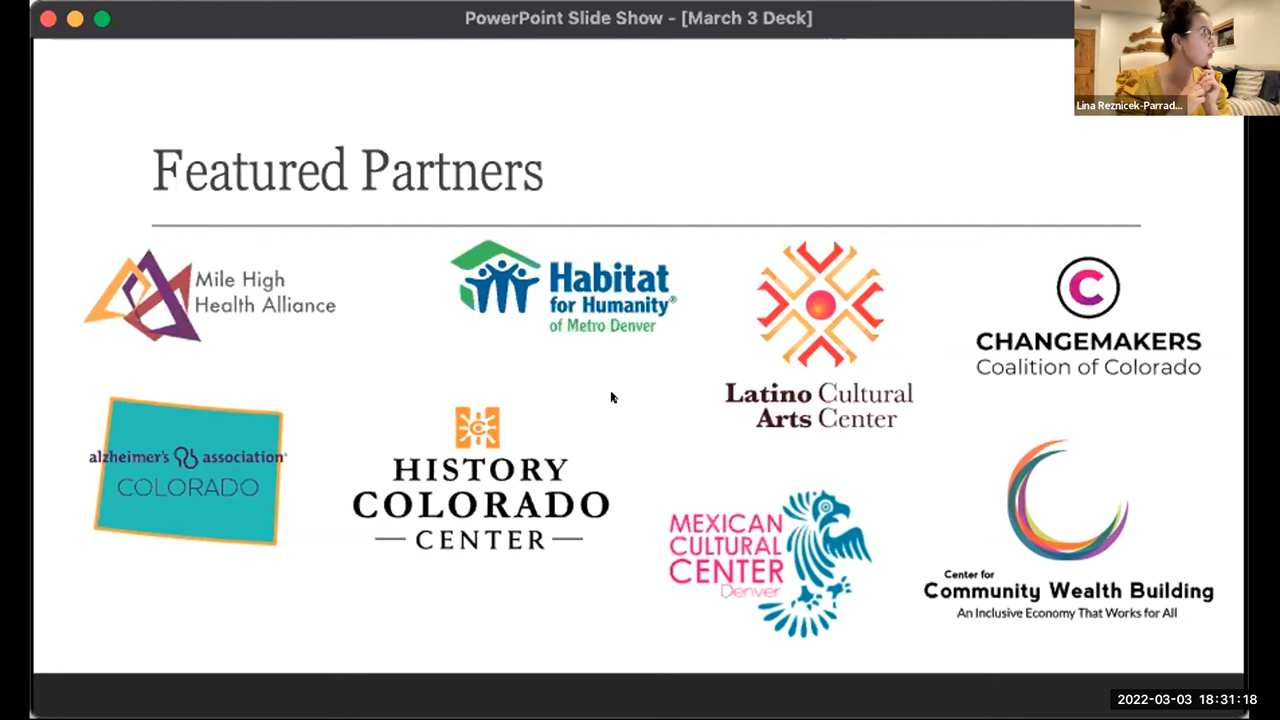 PowerPoint Slide Show - [March 3 Deck]
Lina Reznicek-Parrad...
Featured Partners
Mile High
Health Alliance
Habitat
for Humanity®
of Metro Denver
Latino Cultural
Arts Center
C
CHANGEMAKERS
Coalition of Colorado
alzheimer's association
COLORADO
HISTORY
COLORADO
CENTER
MEXICAN
CULTURAL
CENTER
Denver
Center for
Community Wealth Building
An Inclusive Economy That Works for All
2022-03-03 18:31:18